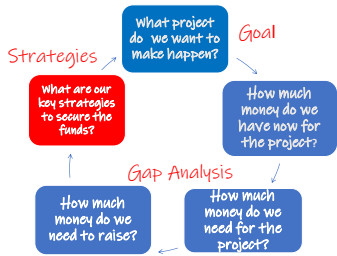 What project
do we want to
make happen?
Goal
Strategies
How much
money do we
have now for
the project?
What are our
key strategies
to secure the
funds?
Gap Analysis
How much
money do we
need for the
project?
How much
money do we
need to raise?